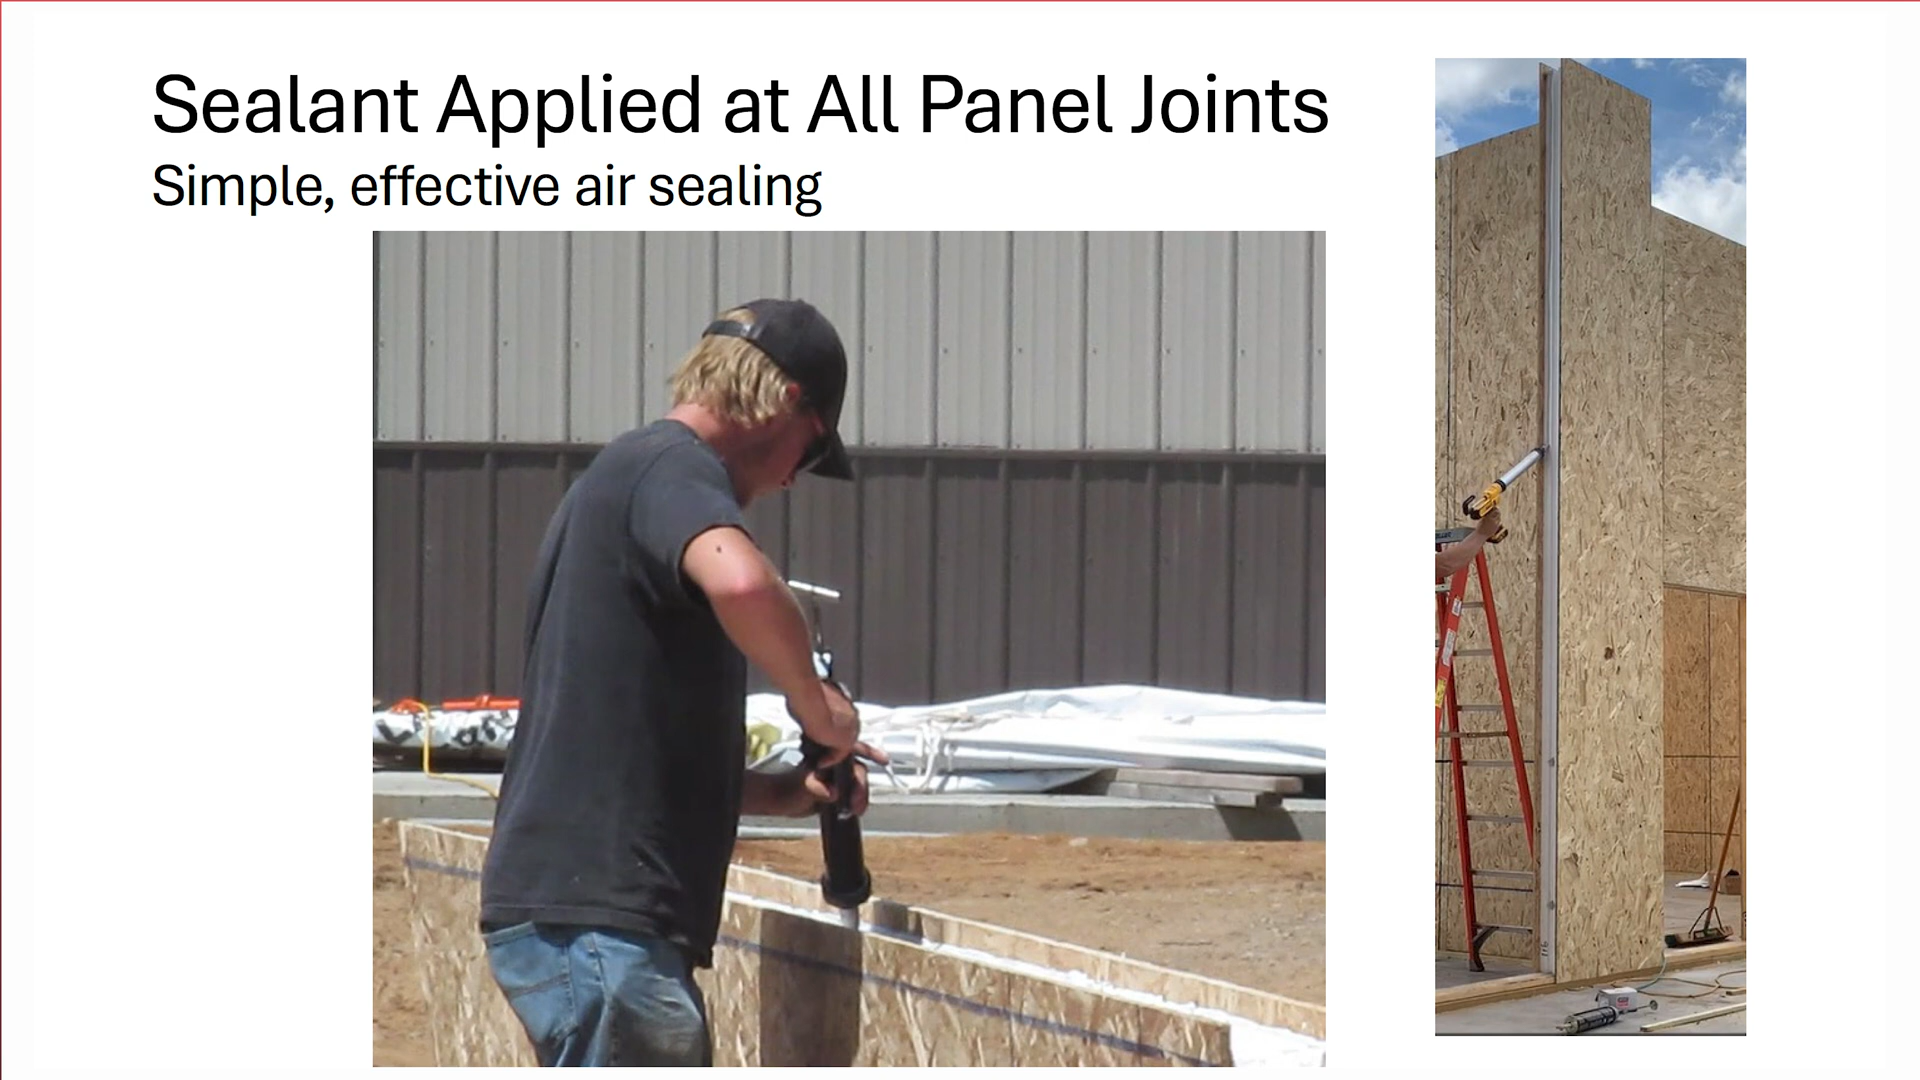 Sealant Applied at All Panel Joints
Simple, effective air sealing